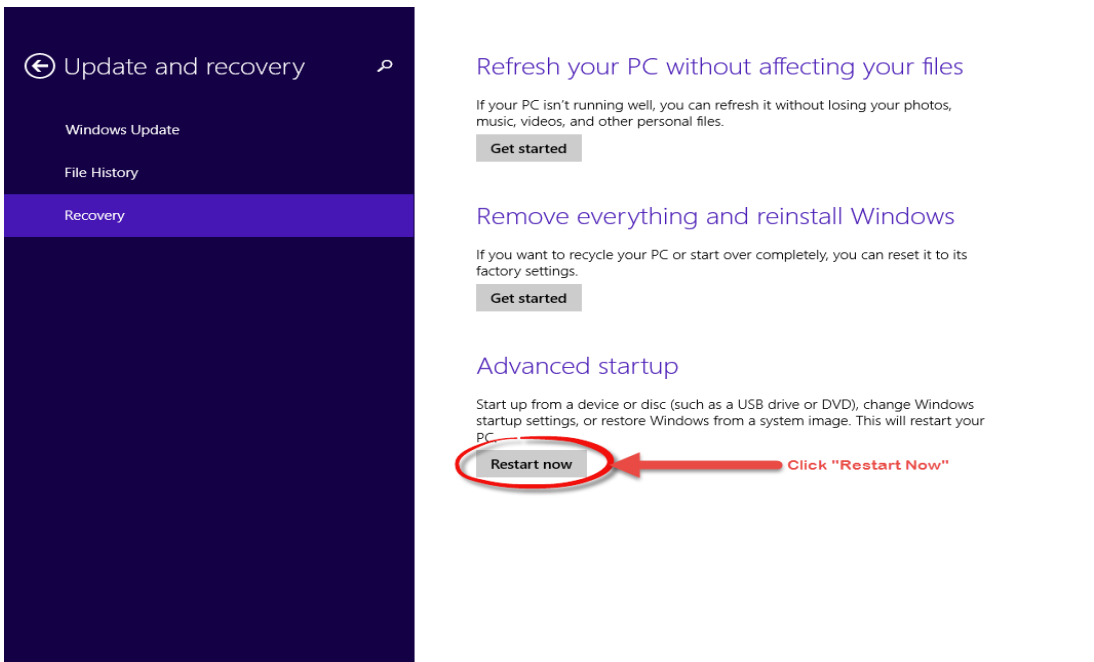 Update and recovery
Windows Update
File History
Recovery
Refresh your PC without affecting your files
If your PC isn't running well, you can refresh it without losing your photos,
music, videos, and other personal files.
Get started
Remove everything and reinstall Windows
If you want to recycle your PC or start over completely, you can reset it to its
factory settings.
Get started
Advanced startup
Start up from a device or disc (such as a USB drive or DVD), change Windows
startup settings, or restore Windows from a system image. This will restart your
PC.
Restart now
Click "Restart Now"